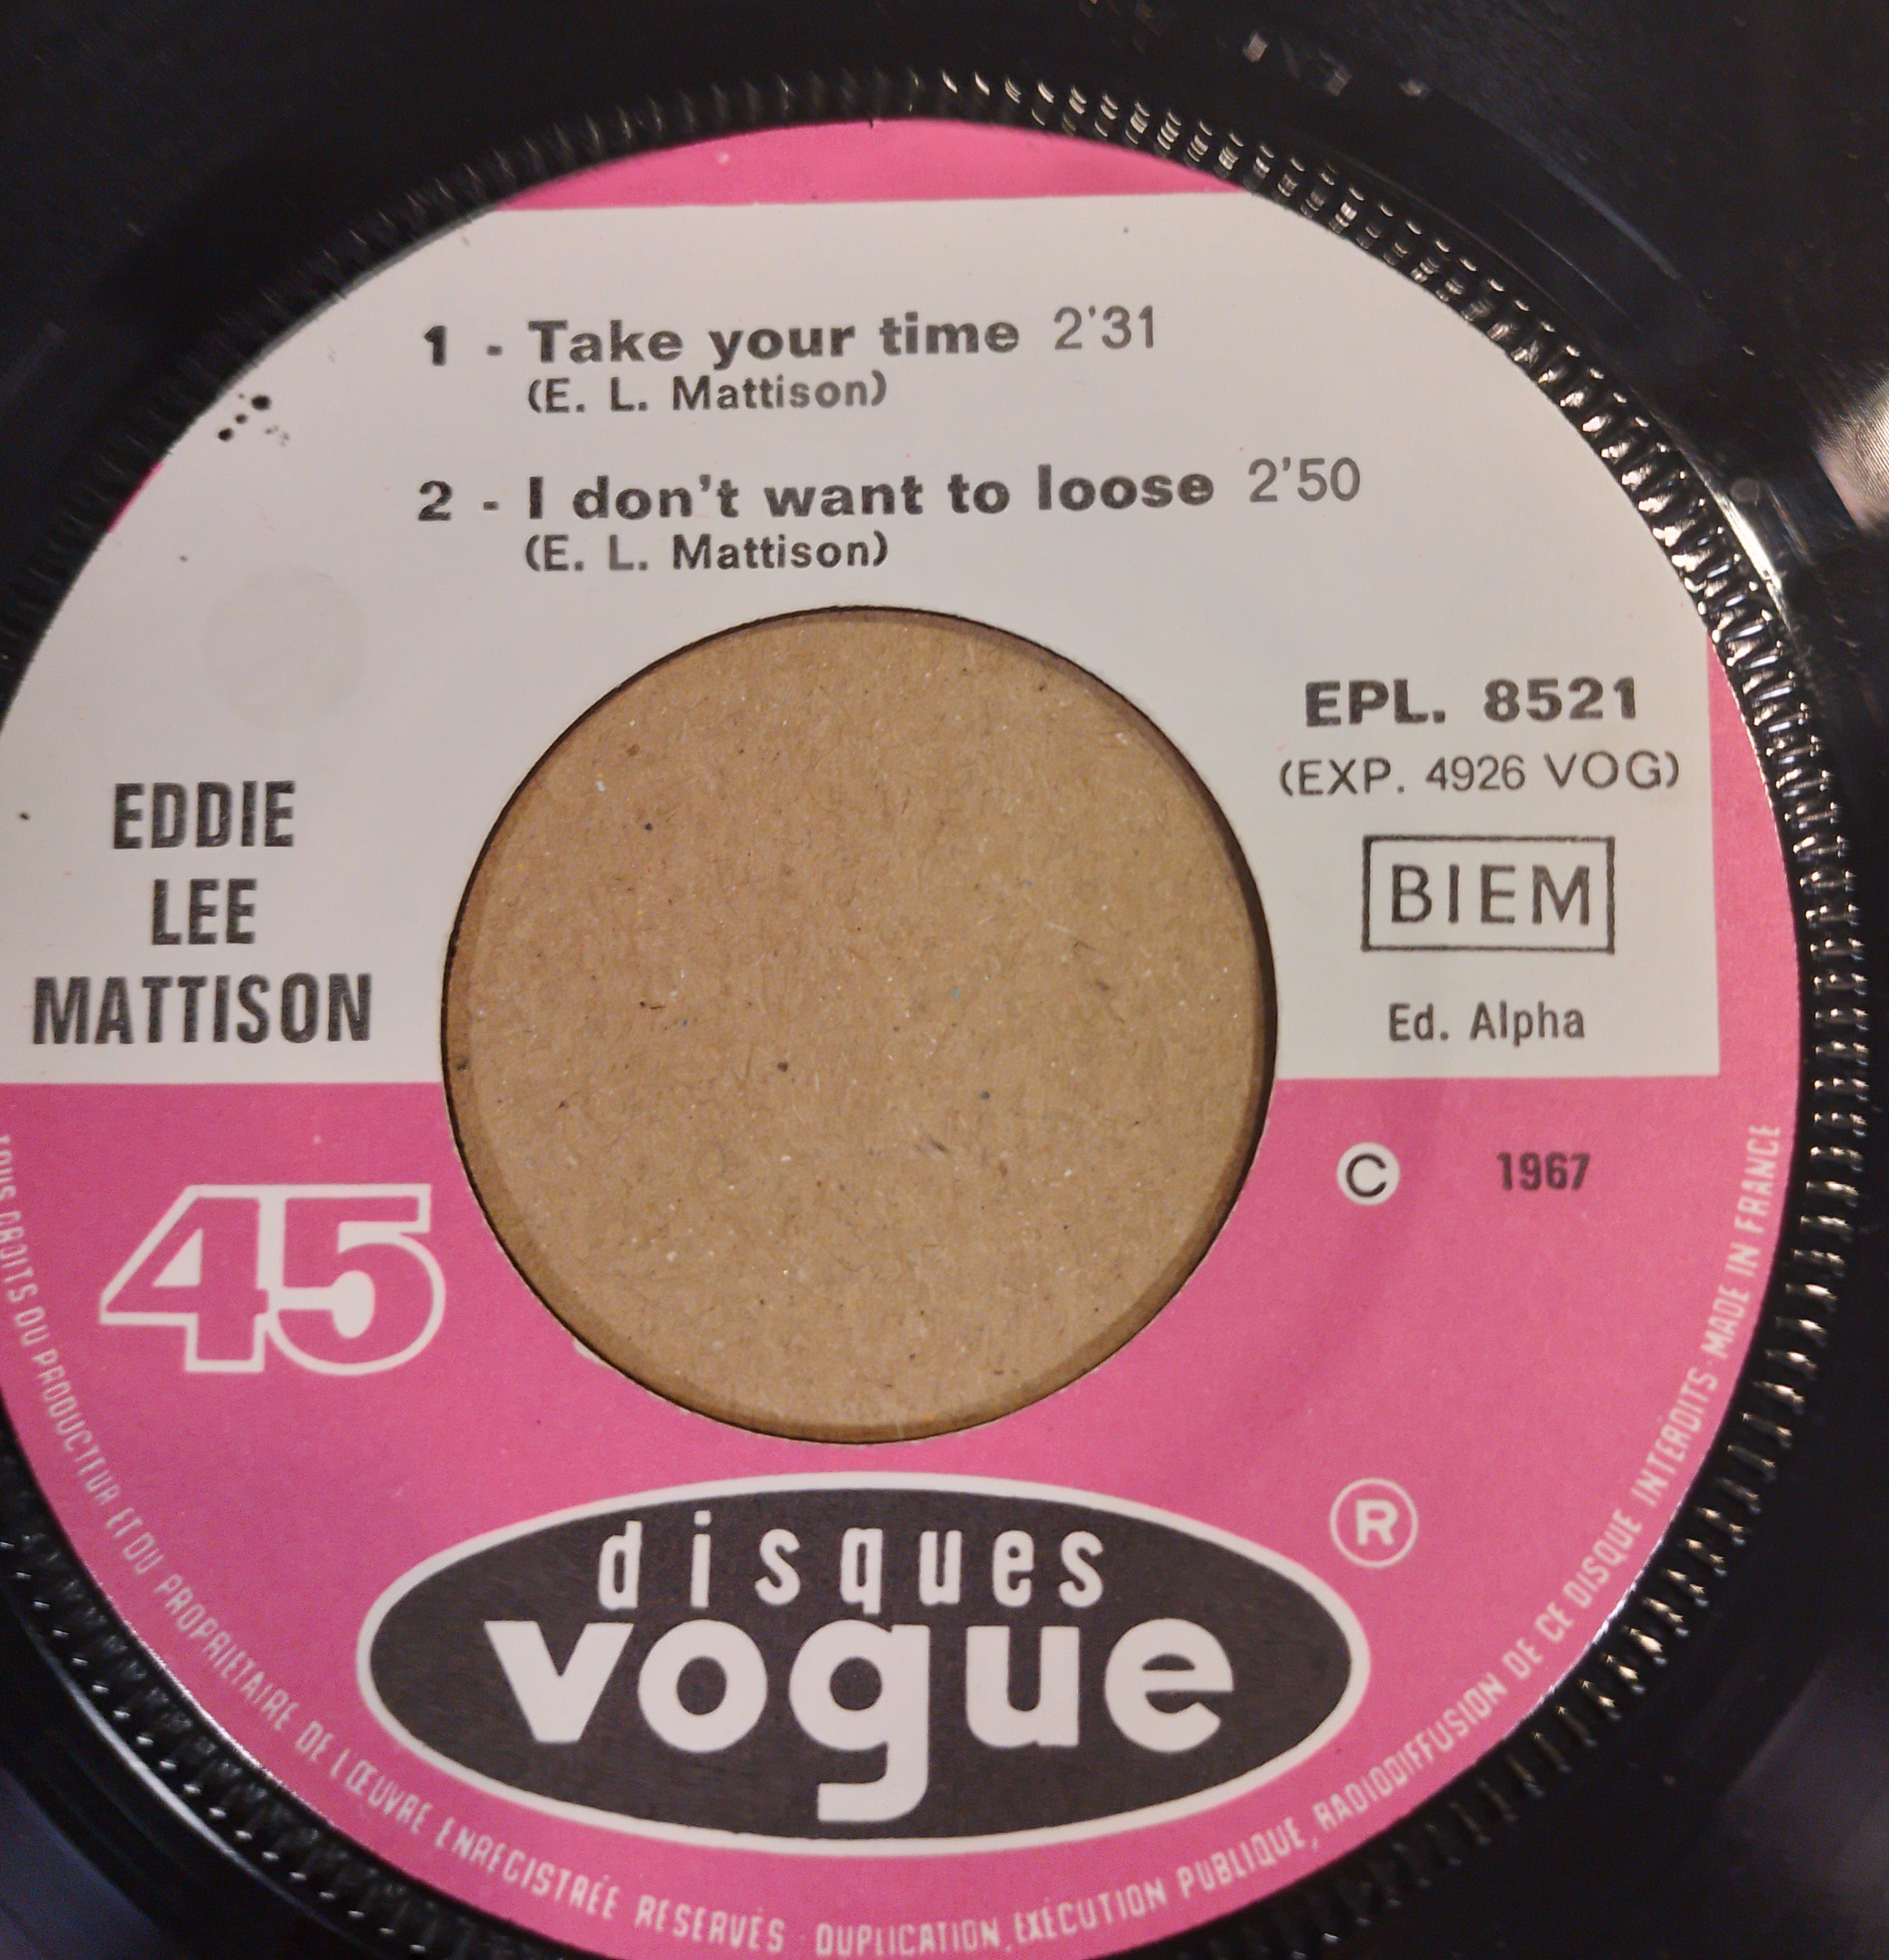 1 - Take your time 2'31
(E. L. Mattison)
2 - I don't want to loose 2'50
(E. L. Mattison)
EPL. 8521
(EXP. 4926 VOG)
BIEM
Ed. Alpha
EDDIE
LEE
MATTISON
45
© 1967
disques
vogue
®
TOUS DROITS DU PRODUCTEUR ET DU PROPRIETAIRE DE L'ŒUVRE ENREGISTRÉE RESERVÉS · DUPLICATION, EXÉCUTION PUBLIQUE, RADIODIFFUSION DE CE DISQUE INTERDITS · MADE IN FRANCE